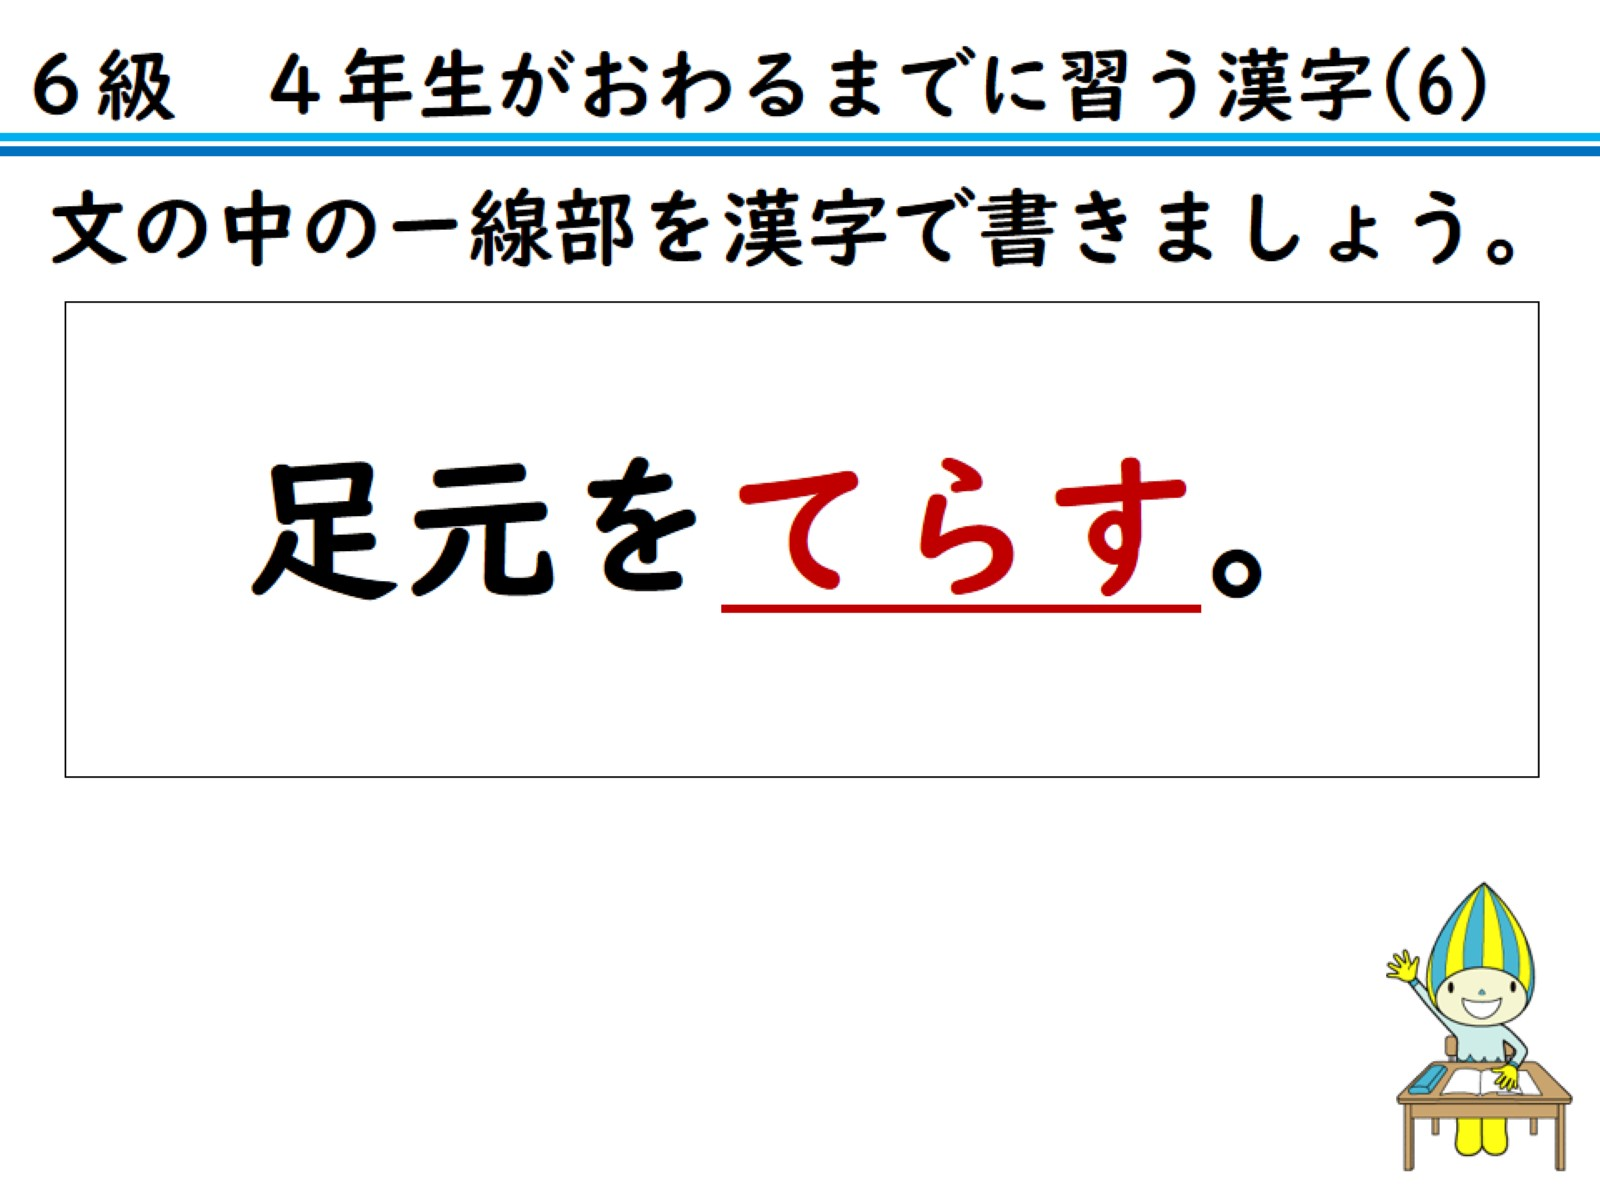 ６級　４年生がおわるまでに習う漢字(6)
文の中の―線部を漢字で書きましょう。
足元をてらす。